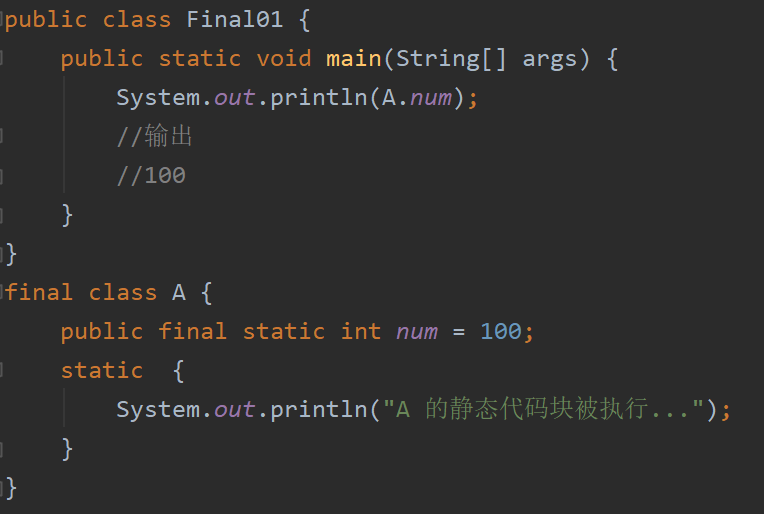 public class Final01 {
    public static void main(String[] args) {
        System.out.println(A.num);
        //输出
        //100
    }
}
final class A {
    public final static int num = 100;
    static  {
        System.out.println("A 的静态代码块被执行...");
    }
}